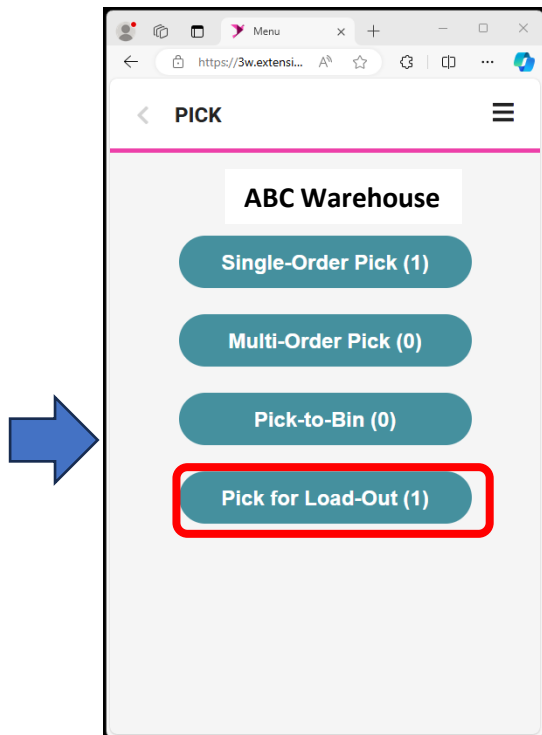 Menu
https://3w.extensi...
PICK
ABC Warehouse
Single-Order Pick (1)
Multi-Order Pick (0)
Pick-to-Bin (0)
Pick for Load-Out (1)